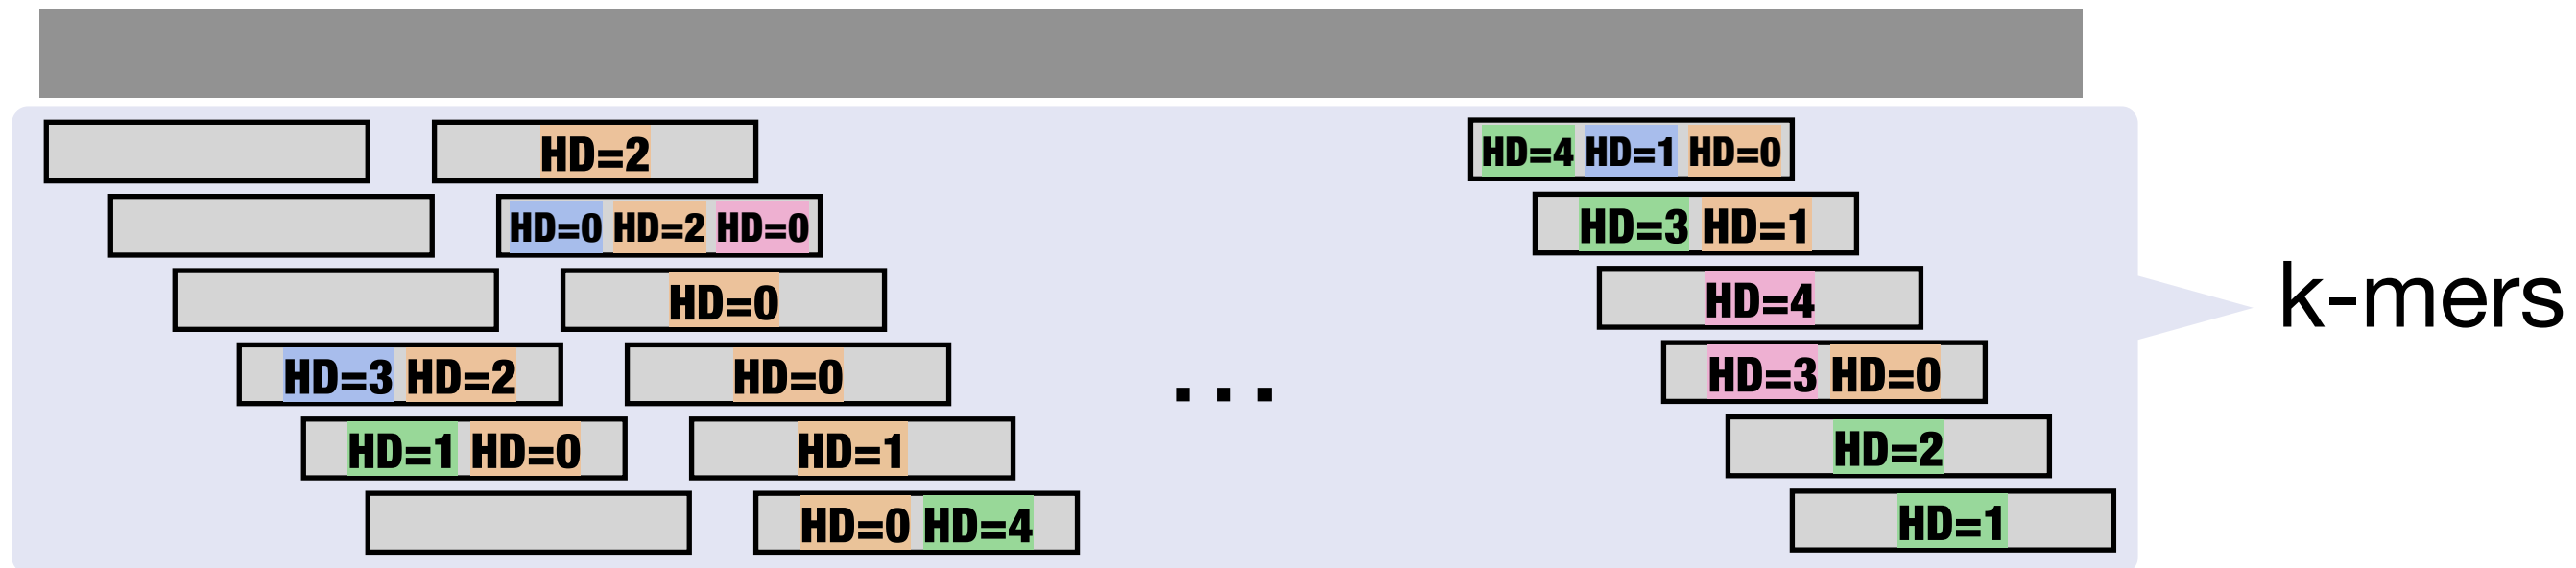 HD=2
HD=4 HD=1 HD=0
HD=0 HD=2 HD=0
HD=3 HD=1
HD=0
HD=4
k-mers
HD=3 HD=2
HD=0
...
HD=3 HD=0
HD=1 HD=0
HD=1
HD=2
HD=0 HD=4
HD=1